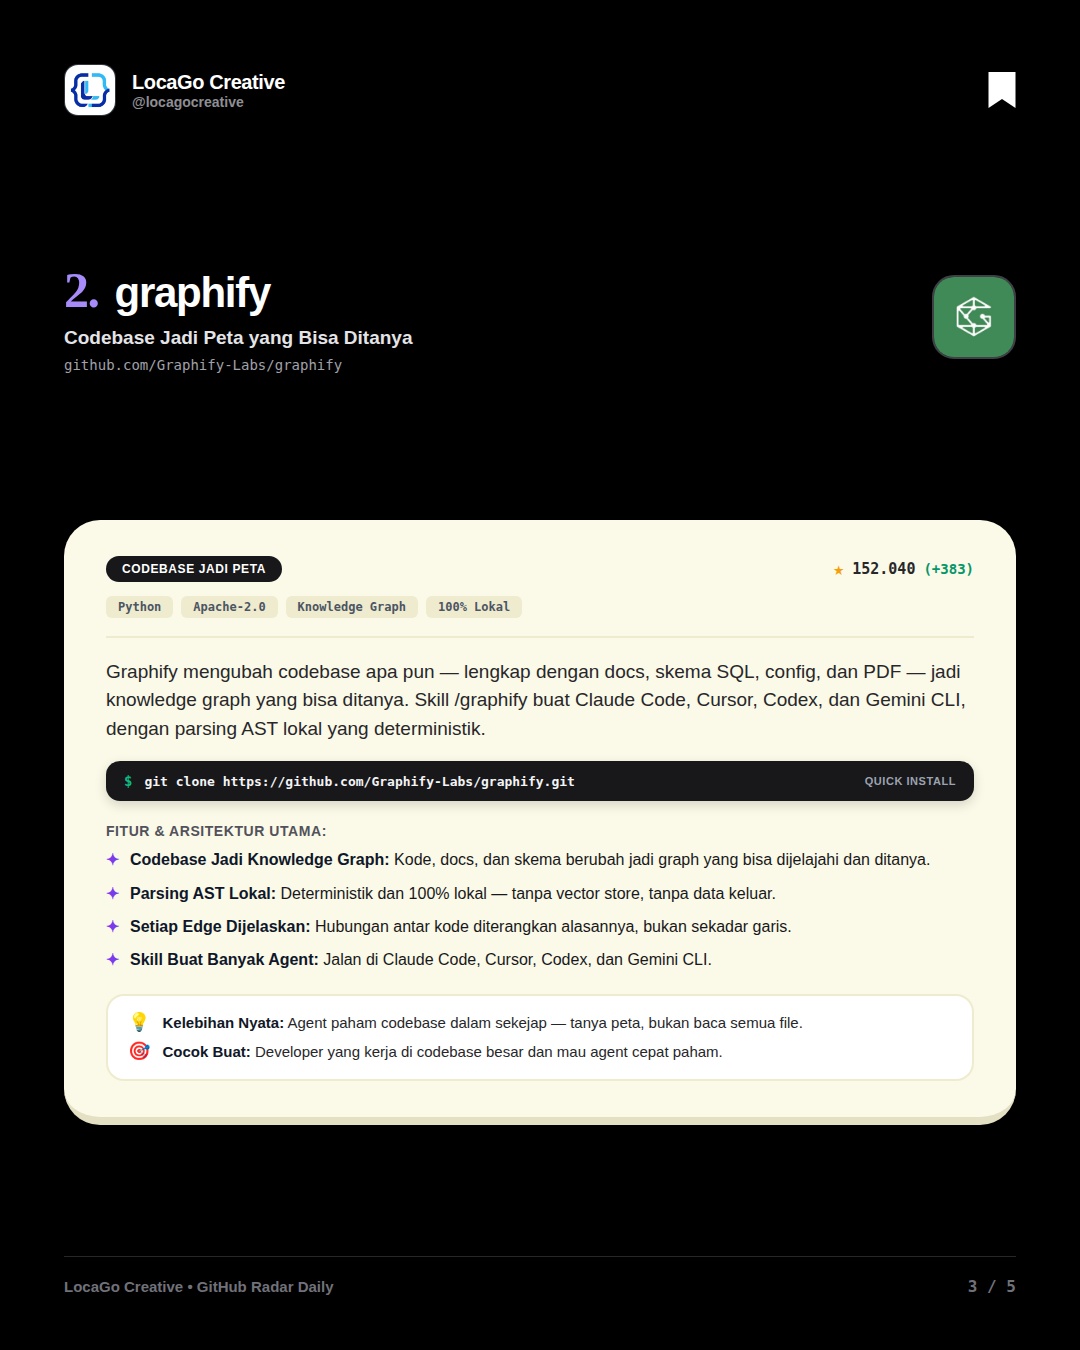 LocaGo Creative
@locagocreative
2. graphify
Codebase Jadi Peta yang Bisa Ditanya
github.com/Graphify-Labs/graphify
CODEBASE JADI PETA
★ 152.040 (+383)
Python Apache-2.0 Knowledge Graph 100% Lokal
Graphify mengubah codebase apa pun — lengkap dengan docs, skema SQL, config, dan PDF — jadi
knowledge graph yang bisa ditanya. Skill /graphify buat Claude Code, Cursor, Codex, dan Gemini CLI,
dengan parsing AST lokal yang deterministik.
$ git clone https://github.com/Graphify-Labs/graphify.git QUICK INSTALL
FITUR & ARSITEKTUR UTAMA:
✦ Codebase Jadi Knowledge Graph: Kode, docs, dan skema berubah jadi graph yang bisa dijelajahi dan ditanya.
✦ Parsing AST Lokal: Deterministik dan 100% lokal — tanpa vector store, tanpa data keluar.
✦ Setiap Edge Dijelaskan: Hubungan antar kode diterangkan alasannya, bukan sekadar garis.
✦ Skill Buat Banyak Agent: Jalan di Claude Code, Cursor, Codex, dan Gemini CLI.
💡 Kelebihan Nyata: Agent paham codebase dalam sekejap — tanya peta, bukan baca semua file.
🎯 Cocok Buat: Developer yang kerja di codebase besar dan mau agent cepat paham.
LocaGo Creative • GitHub Radar Daily
3 / 5